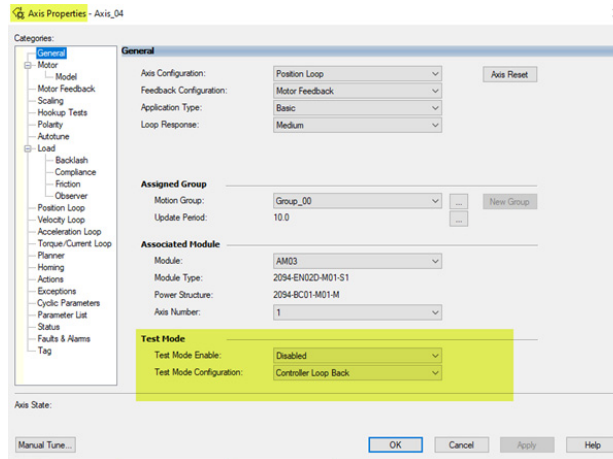 Axis Properties - Axis_04
Categories:
General
Motor
Model
Motor Feedback
Scaling
Hookup Tests
Polarity
Autotune
Load
Backlash
Compliance
Friction
Observer
Position Loop
Velocity Loop
Acceleration Loop
Torque/Current Loop
Planner
Homing
Actions
Exceptions
Cyclic Parameters
Parameter List
Status
Faults & Alarms
Tag
General
Axis Configuration: Position Loop Axis Reset
Feedback Configuration: Motor Feedback
Application Type: Basic
Loop Response: Medium
Assigned Group
Motion Group: Group_00 ... New Group
Update Period: 10.0 ...
Associated Module
Module: AM03
Module Type: 2094-EN02D-M01-S1
Power Structure: 2094-BC01-M01-M
Axis Number: 1
Test Mode
Test Mode Enable: Disabled
Test Mode Configuration: Controller Loop Back
Axis State:
Manual Tune... OK Cancel Apply Help